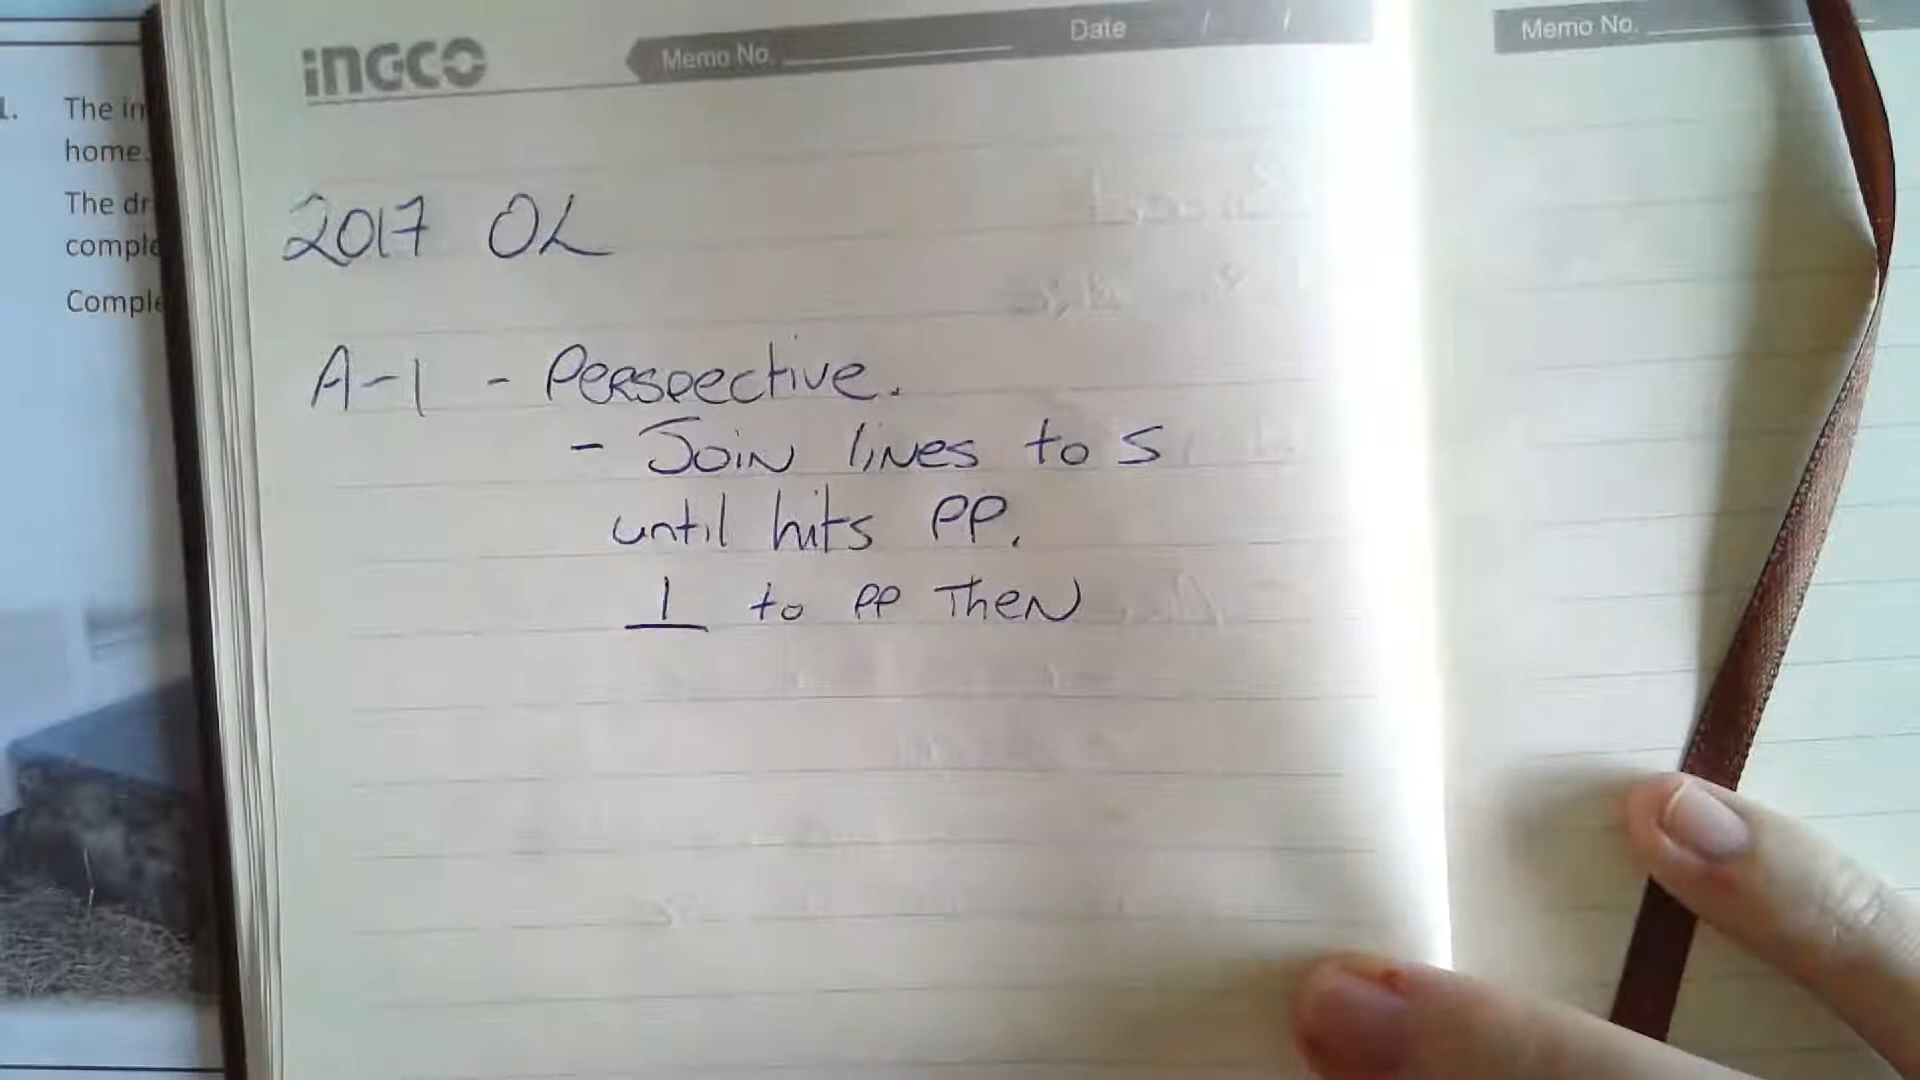 INGCO
Memo No.
Date / /
Memo No.
1. The in
home.
The dr
comple
Comple
2017 OL
A-1 - Perspective.
- Join lines to S
until hits PP.
⊥ to PP Then